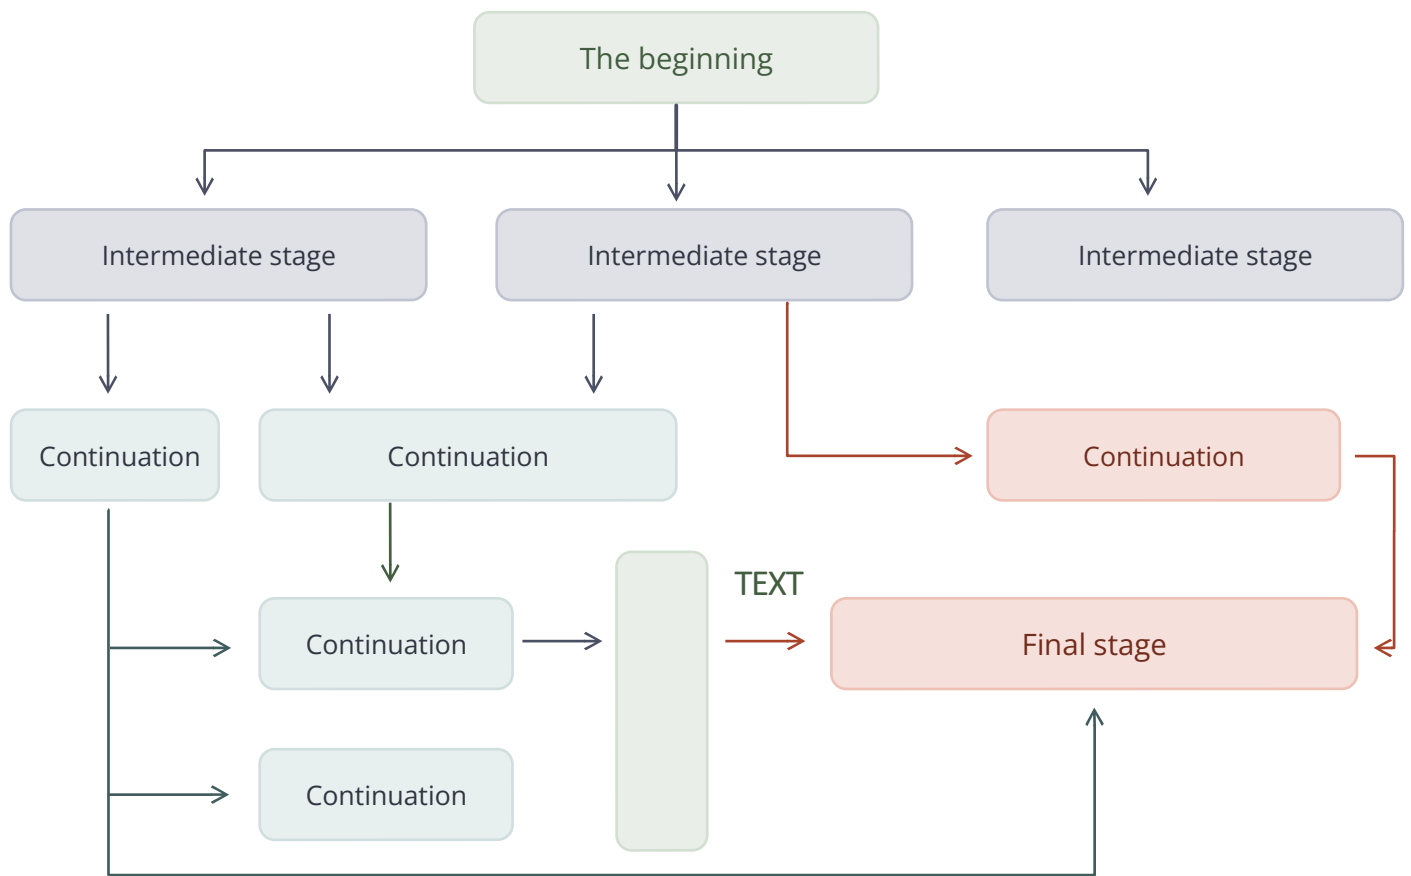 The beginning
Intermediate stage
Intermediate stage
Intermediate stage
Continuation
Continuation
Continuation
TEXT
Continuation
Final stage
Continuation